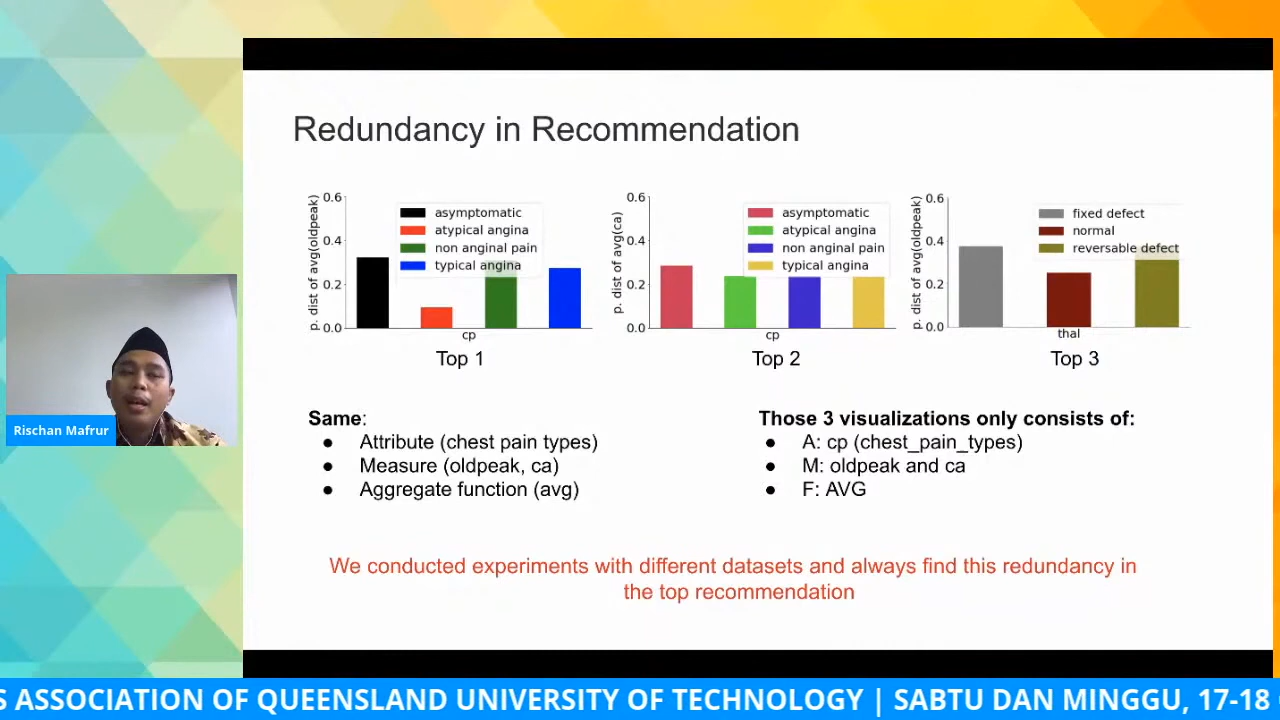 Redundancy in Recommendation
p. dist of avg(oldpeak)
0.6
0.4
0.2
0.0
asymptomatic
atypical angina
non anginal pain
typical angina
cp
Top 1
p. dist of avg(ca)
0.6
0.4
0.2
0.0
asymptomatic
atypical angina
non anginal pain
typical angina
cp
Top 2
p. dist of avg(oldpeak)
0.6
0.4
0.2
0.0
fixed defect
normal
reversable defect
thal
Top 3
Same:
● Attribute (chest pain types)
● Measure (oldpeak, ca)
● Aggregate function (avg)
Those 3 visualizations only consists of:
● A: cp (chest_pain_types)
● M: oldpeak and ca
● F: AVG
We conducted experiments with different datasets and always find this redundancy in
the top recommendation
Rischan Mafrur
S ASSOCIATION OF QUEENSLAND UNIVERSITY OF TECHNOLOGY | SABTU DAN MINGGU, 17-18